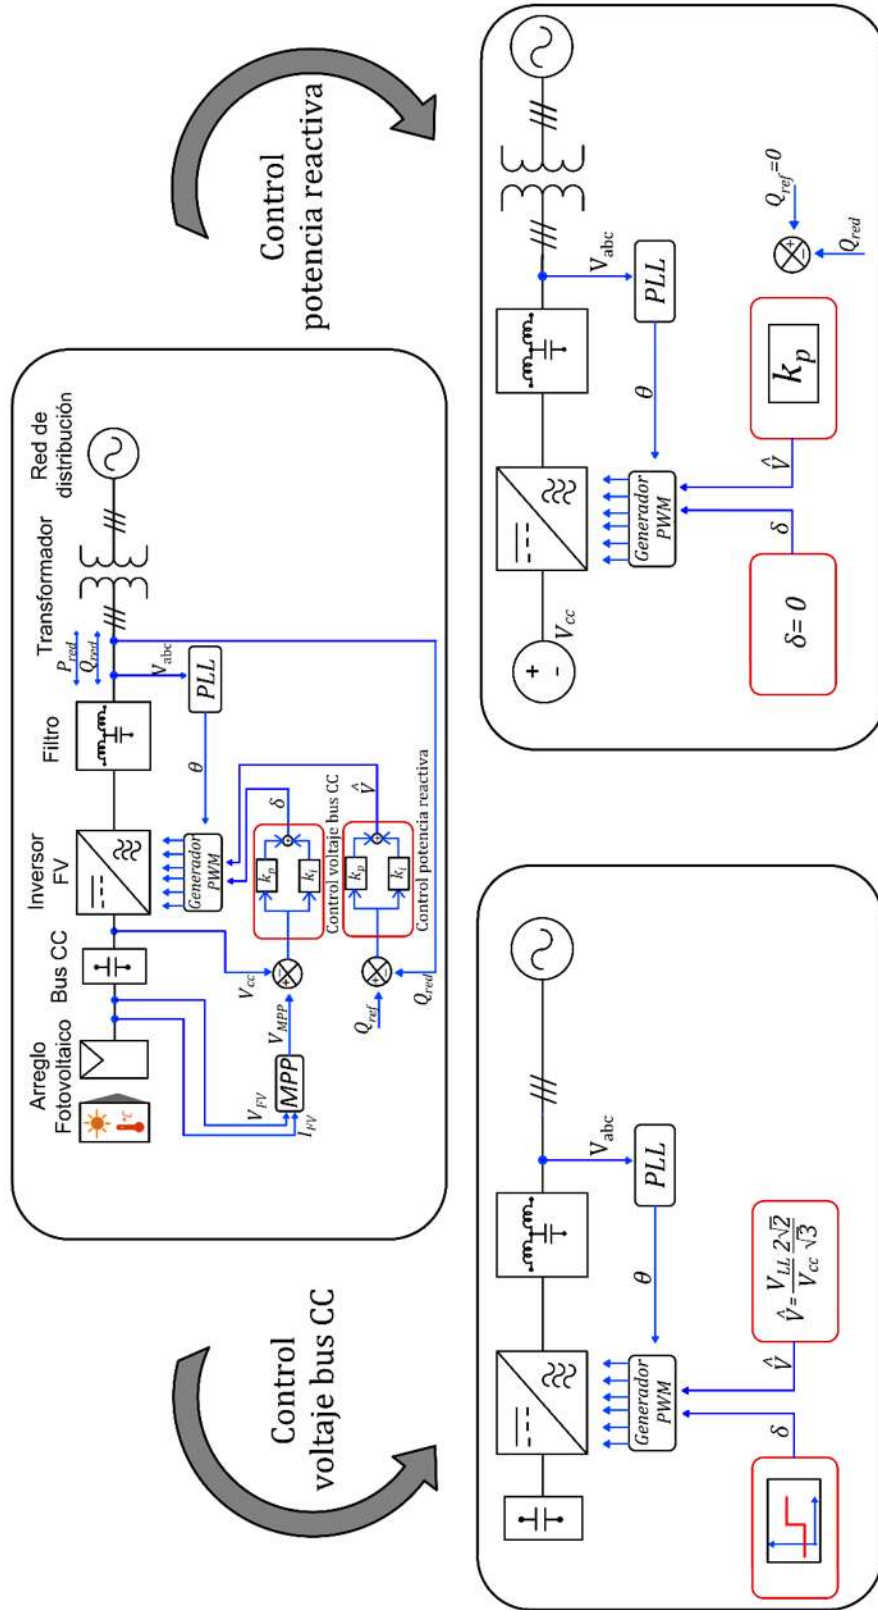 Arreglo
Fotovoltaico
Bus CC
Inversor
FV
Filtro
Transformador
Red de
distribución
°C
P_red
Q_red
V_abc
PLL
θ
Generador
PWM
δ
V̂
V_FV
I_FV
MPP
V_MPP
V_cc
+
-
k_p
k_i
+
Control voltaje bus CC
Q_ref
Q_red
+
-
k_p
k_i
+
Control potencia reactiva
Control
voltaje bus CC
Control
potencia reactiva
V_abc
PLL
θ
Generador
PWM
δ
V̂
V̂ = V_LL 2√2 / V_cc √3
+
-
V_cc
V_abc
PLL
θ
Generador
PWM
δ
V̂
δ= 0
k_p
Q_ref=0
+
-
Q_red